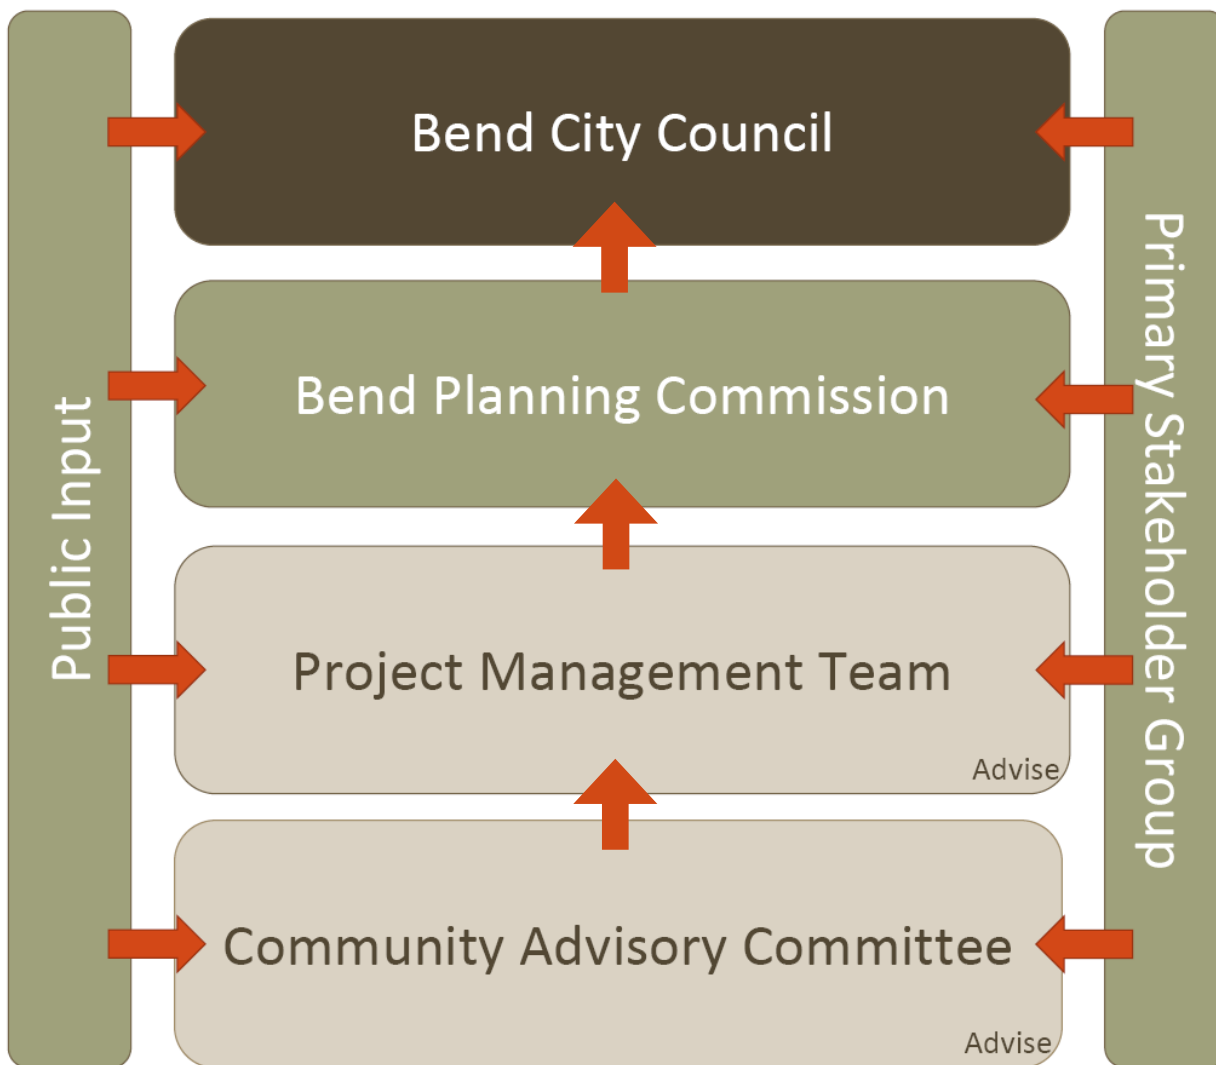 Public Input
Bend City Council
Bend Planning Commission
Project Management Team
Advise
Community Advisory Committee
Advise
Primary Stakeholder Group